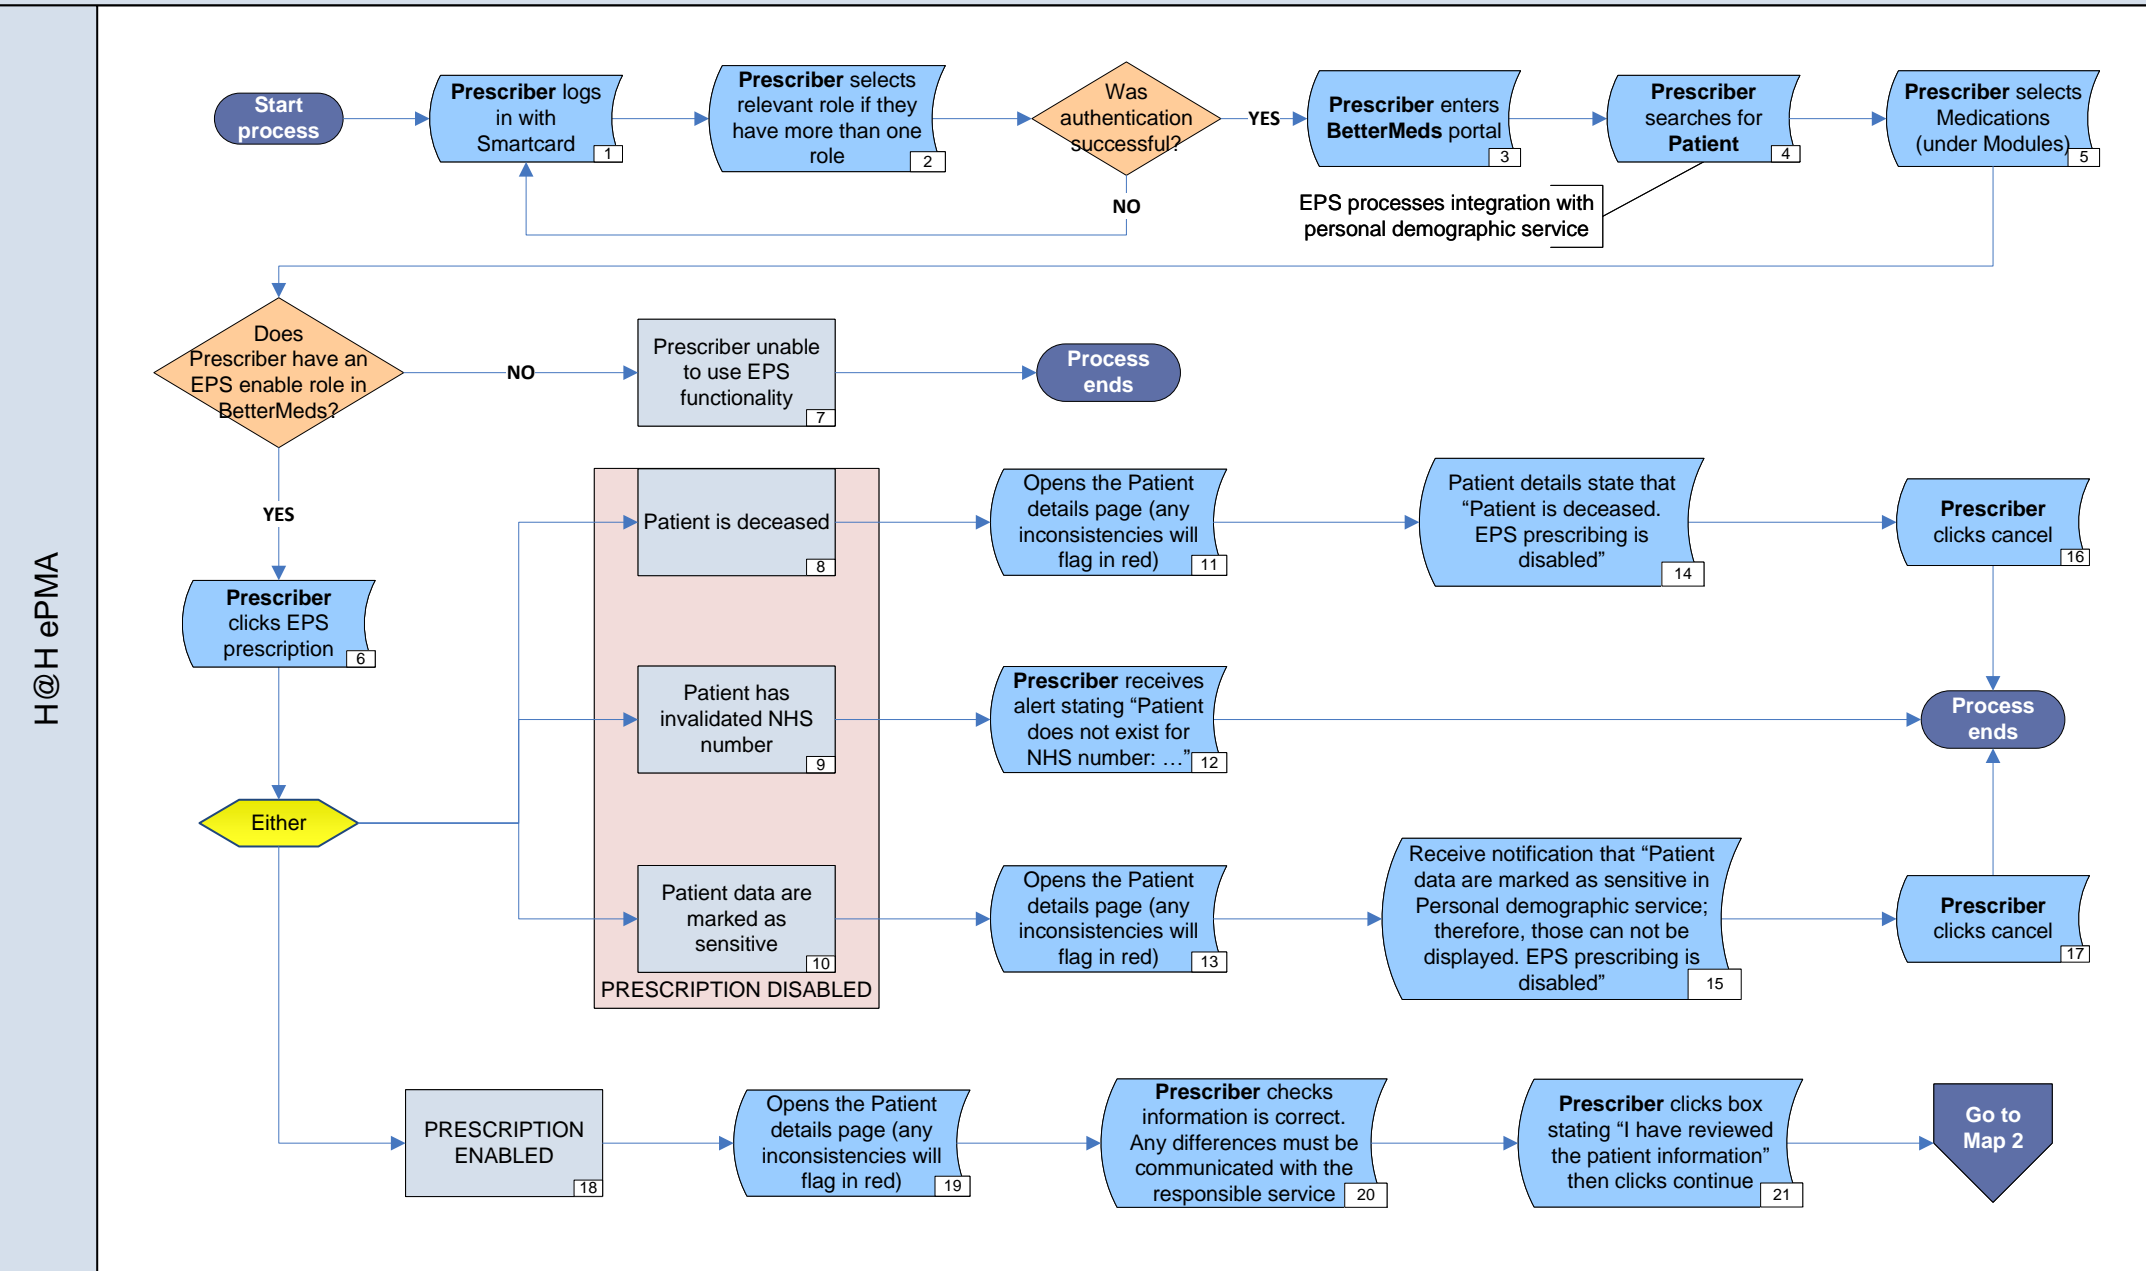 H@H ePMA
Start
process
Prescriber logs
in with
Smartcard
1
Prescriber selects
relevant role if they
have more than one
role
2
Was
authentication
successful?
YES
NO
Prescriber enters
BetterMeds portal
3
Prescriber
searches for
Patient
4
EPS processes integration with
personal demographic service
Prescriber selects
Medications
(under Modules)
5
Does
Prescriber have an
EPS enable role in
BetterMeds?
NO
Prescriber unable
to use EPS
functionality
7
Process
ends
YES
Prescriber
clicks EPS
prescription
6
Either
Patient is deceased
8
Opens the Patient
details page (any
inconsistencies will
flag in red)
11
Patient details state that
“Patient is deceased.
EPS prescribing is
disabled”
14
Prescriber
clicks cancel
16
Patient has
invalidated NHS
number
9
Prescriber receives
alert stating “Patient
does not exist for
NHS number: …”
12
Process
ends
Patient data are
marked as
sensitive
10
PRESCRIPTION DISABLED
Opens the Patient
details page (any
inconsistencies will
flag in red)
13
Receive notification that “Patient
data are marked as sensitive in
Personal demographic service;
therefore, those can not be
displayed. EPS prescribing is
disabled”
15
Prescriber
clicks cancel
17
PRESCRIPTION
ENABLED
18
Opens the Patient
details page (any
inconsistencies will
flag in red)
19
Prescriber checks
information is correct.
Any differences must be
communicated with the
responsible service
20
Prescriber clicks box
stating “I have reviewed
the patient information”
then clicks continue
21
Go to
Map 2